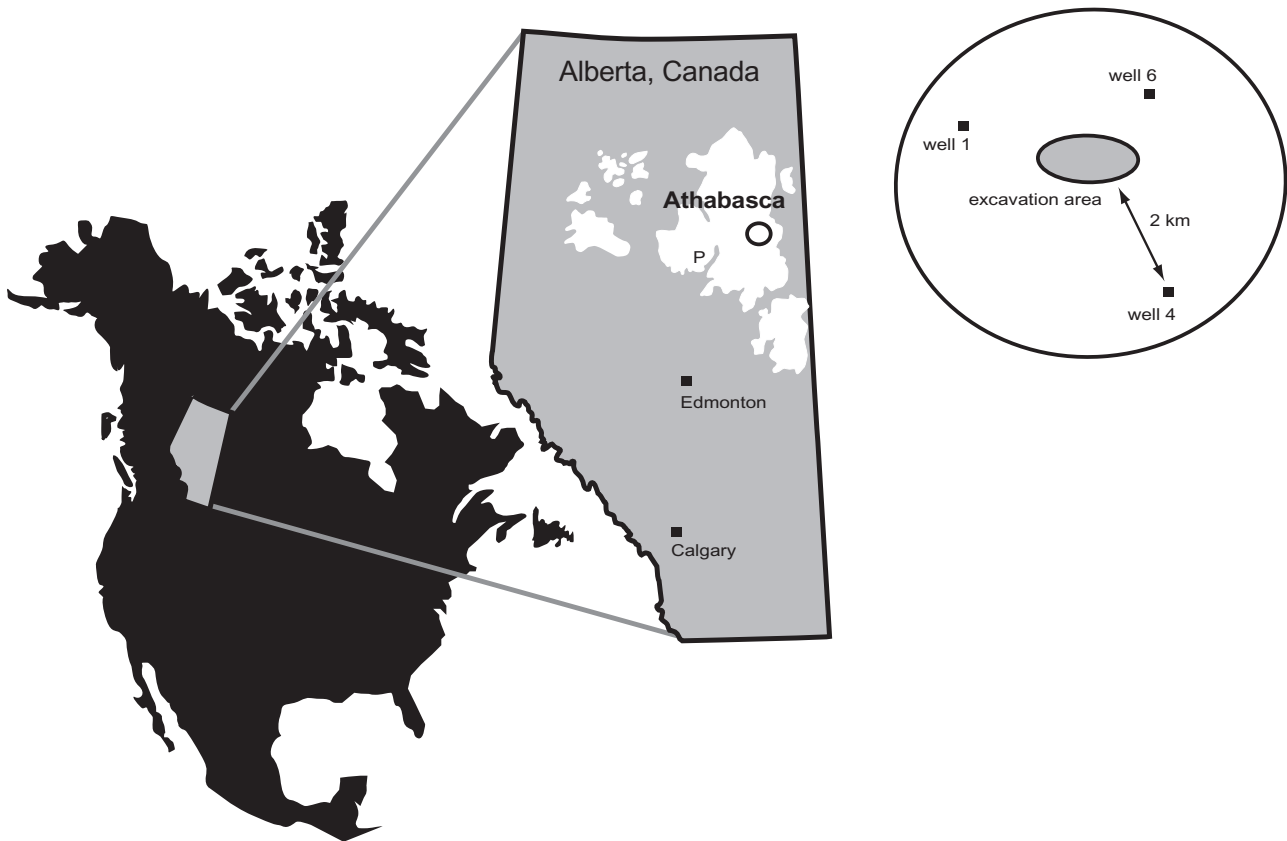 Alberta, Canada
Athabasca
P
Edmonton
Calgary
well 6
well 1
excavation area
2 km
well 4